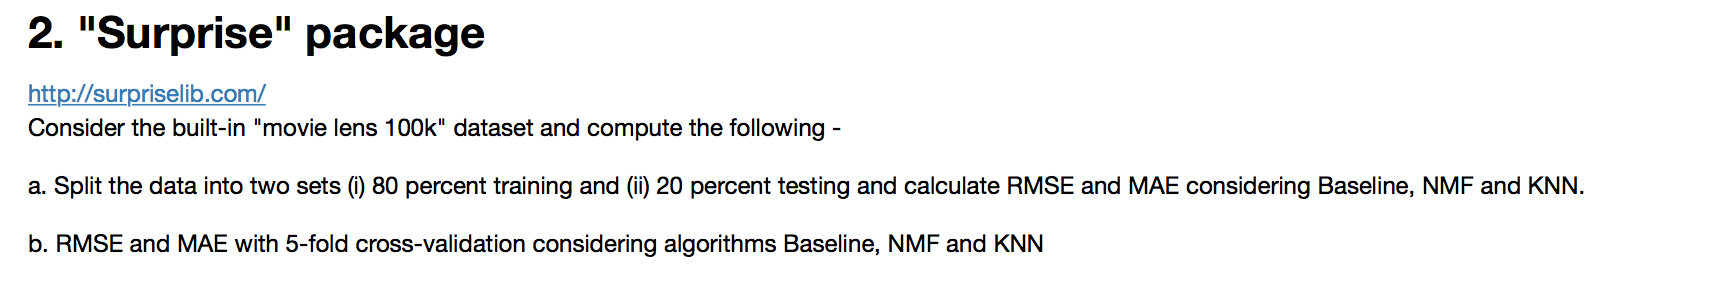 2. "Surprise" package
http://surpriselib.com/
Consider the built-in "movie lens 100k" dataset and compute the following -
a. Split the data into two sets (i) 80 percent training and (ii) 20 percent testing and calculate RMSE and MAE considering Baseline, NMF and KNN.
b. RMSE and MAE with 5-fold cross-validation considering algorithms Baseline, NMF and KNN